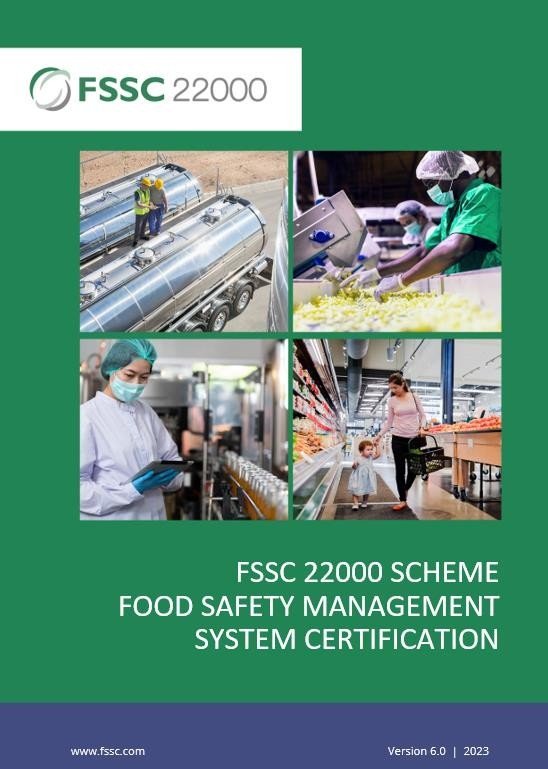 FSSC 22000
FSSC 22000 SCHEME
FOOD SAFETY MANAGEMENT
SYSTEM CERTIFICATION
www.fssc.com
Version 6.0 | 2023